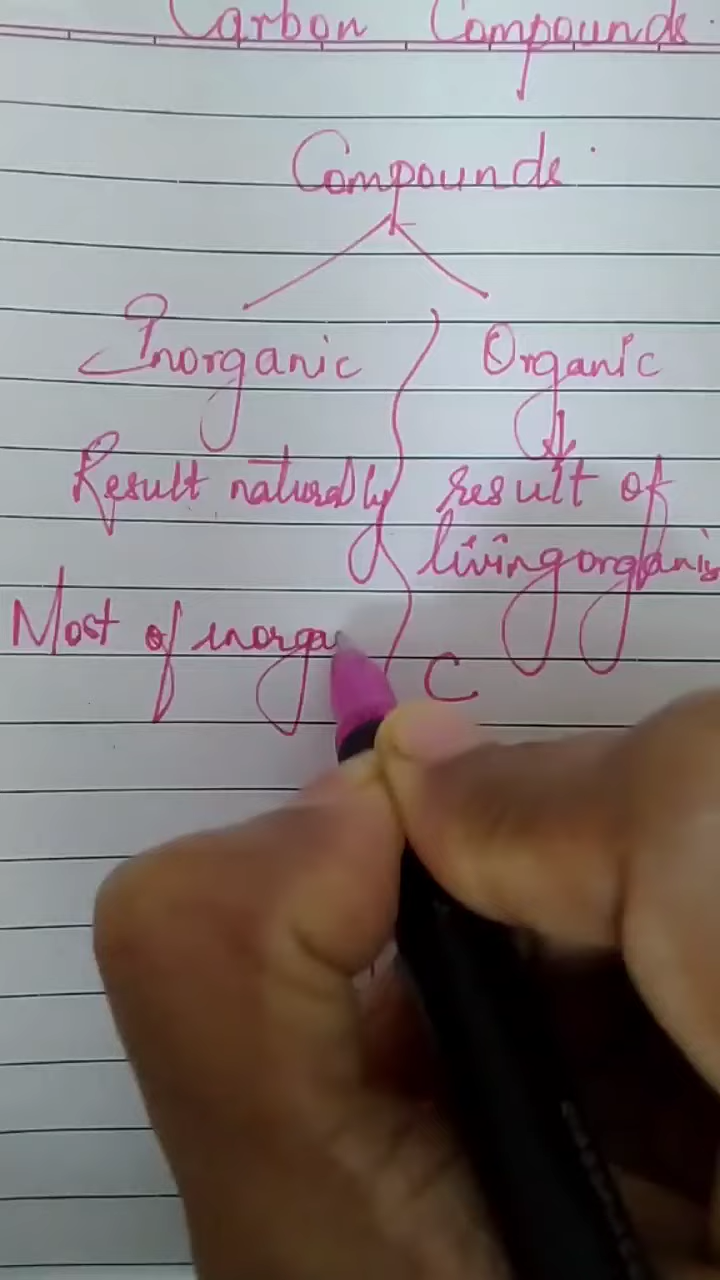 Carbon Compounds.
Compounds.
Inorganic Organic
Result naturally result of
living organis
Most of inorga
C